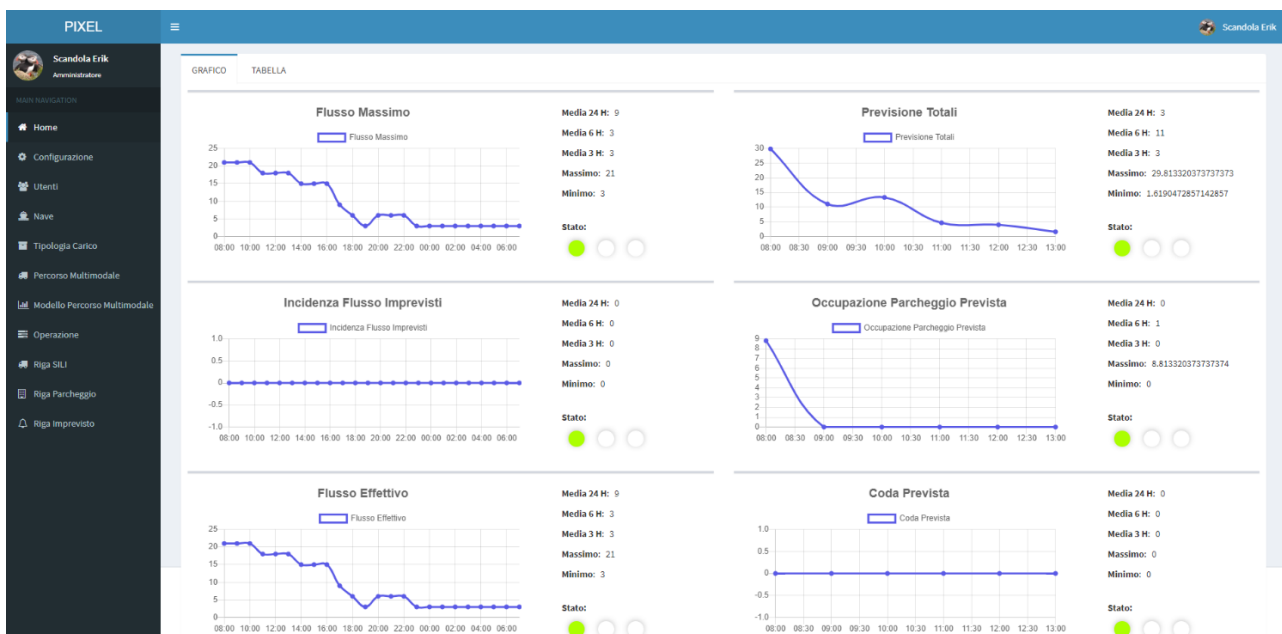 PIXEL
Scandola Erik
Scandola Erik
Amministratore
MAIN NAVIGATION
Home
Configurazione
Utenti
Nave
Tipologia Carico
Percorso Multimodale
Modello Percorso Multimodale
Operazione
Riga SILI
Riga Parcheggio
Riga Imprevisto
GRAFICO TABELLA
Flusso Massimo
Flusso Massimo
25
20
15
10
5
0
08:00 10:00 12:00 14:00 16:00 18:00 20:00 22:00 00:00 02:00 04:00 06:00
Media 24 H: 9
Media 6 H: 3
Media 3 H: 3
Massimo: 21
Minimo: 3
Stato:
Previsione Totali
Previsione Totali
30
25
20
15
10
5
0
08:00 08:30 09:00 09:30 10:00 10:30 11:00 11:30 12:00 12:30 13:00
Media 24 H: 3
Media 6 H: 11
Media 3 H: 3
Massimo: 29.813320373737373
Minimo: 1.6190472857142857
Stato:
Incidenza Flusso Imprevisti
Incidenza Flusso Imprevisti
1.0
0.5
0
-0.5
-1.0
08:00 10:00 12:00 14:00 16:00 18:00 20:00 22:00 00:00 02:00 04:00 06:00
Media 24 H: 0
Media 6 H: 0
Media 3 H: 0
Massimo: 0
Minimo: 0
Stato:
Occupazione Parcheggio Prevista
Occupazione Parcheggio Prevista
9
8
7
6
5
4
3
2
1
0
08:00 08:30 09:00 09:30 10:00 10:30 11:00 11:30 12:00 12:30 13:00
Media 24 H: 0
Media 6 H: 1
Media 3 H: 0
Massimo: 8.813320373737374
Minimo: 0
Stato:
Flusso Effettivo
Flusso Effettivo
25
20
15
10
5
0
08:00 10:00 12:00 14:00 16:00 18:00 20:00 22:00 00:00 02:00 04:00 06:00
Media 24 H: 9
Media 6 H: 3
Media 3 H: 3
Massimo: 21
Minimo: 3
Stato:
Coda Prevista
Coda Prevista
1.0
0.5
0
-0.5
-1.0
08:00 08:30 09:00 09:30 10:00 10:30 11:00 11:30 12:00 12:30 13:00
Media 24 H: 0
Media 6 H: 0
Media 3 H: 0
Massimo: 0
Minimo: 0
Stato: